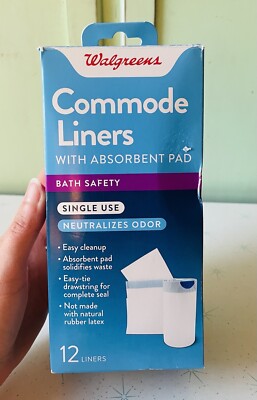 Walgreens
Commode
Liners
WITH ABSORBENT PAD
BATH SAFETY
SINGLE USE
NEUTRALIZES ODOR
• Easy cleanup
• Absorbent pad
solidifies waste
• Easy-tie
drawstring for
complete seal
• Not made
with natural
rubber latex
12 LINERS